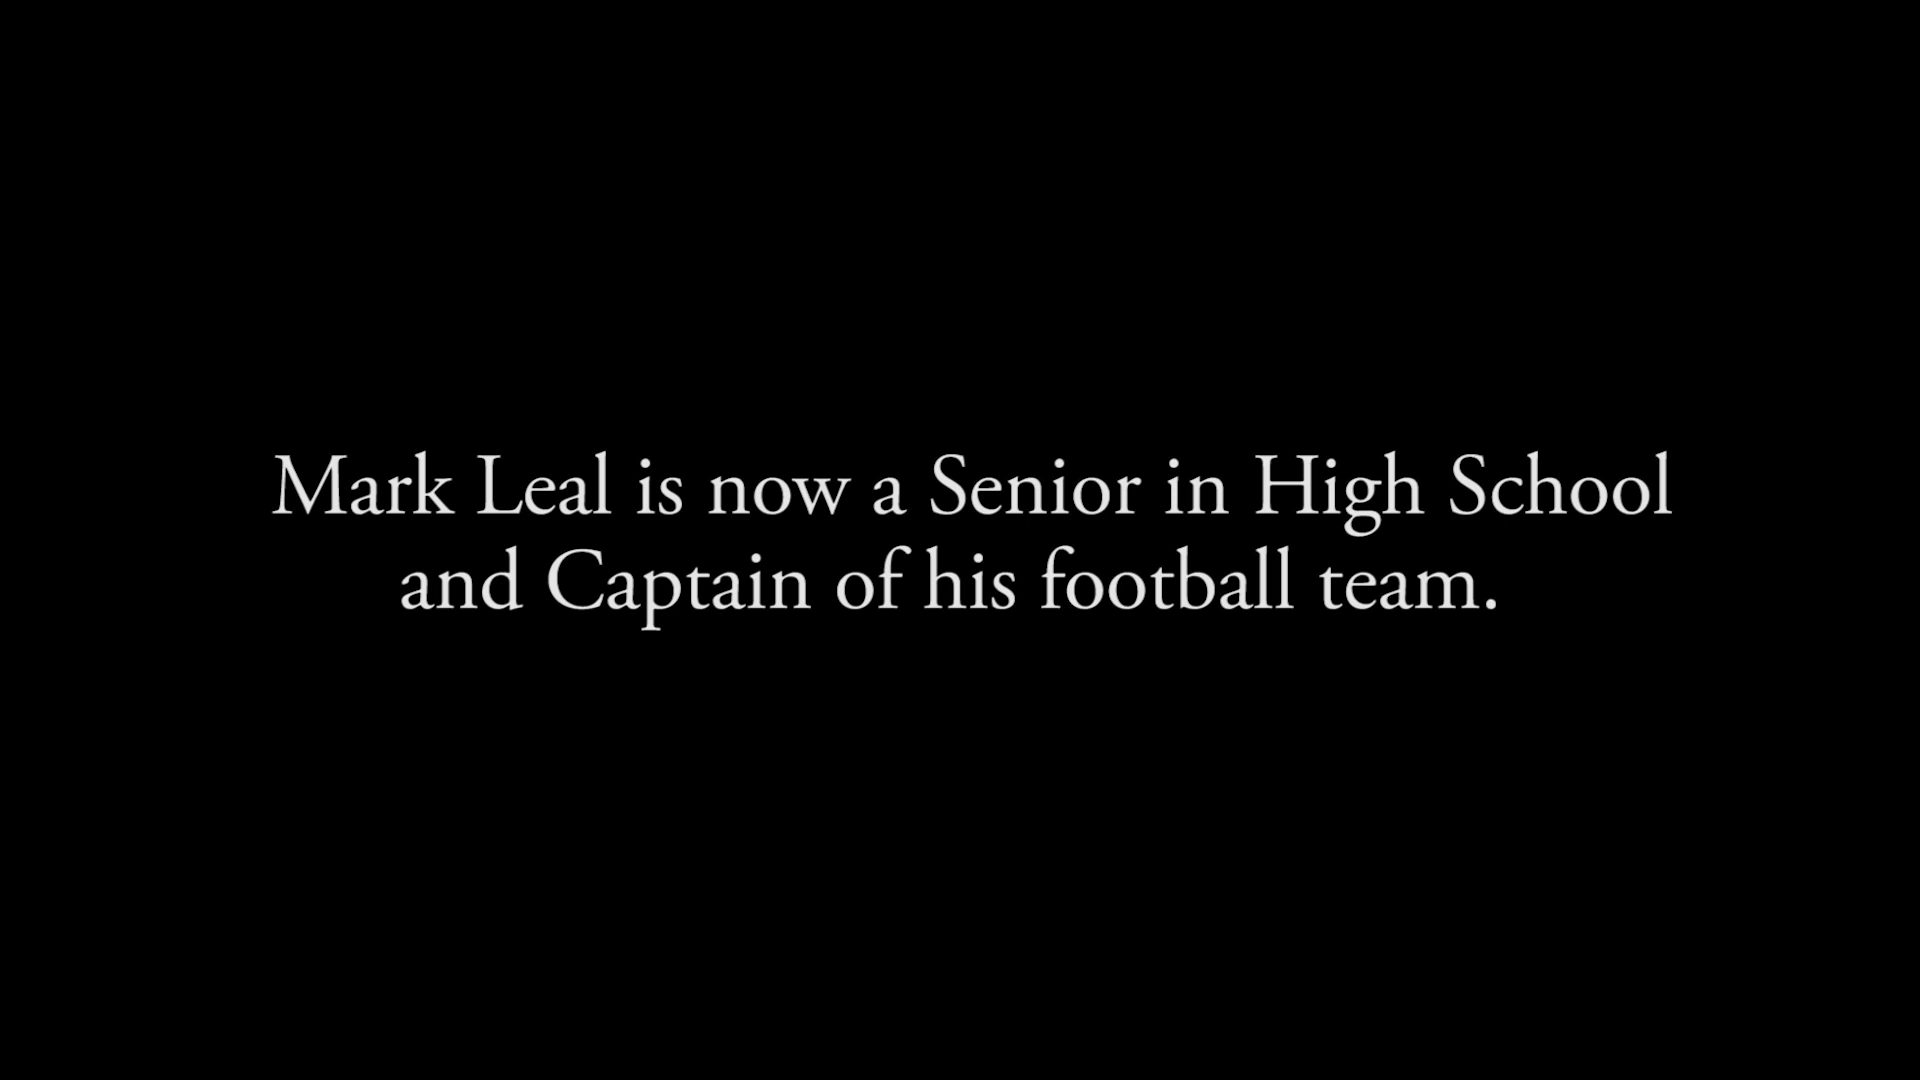 Mark Leal is now a Senior in High School
and Captain of his football team.